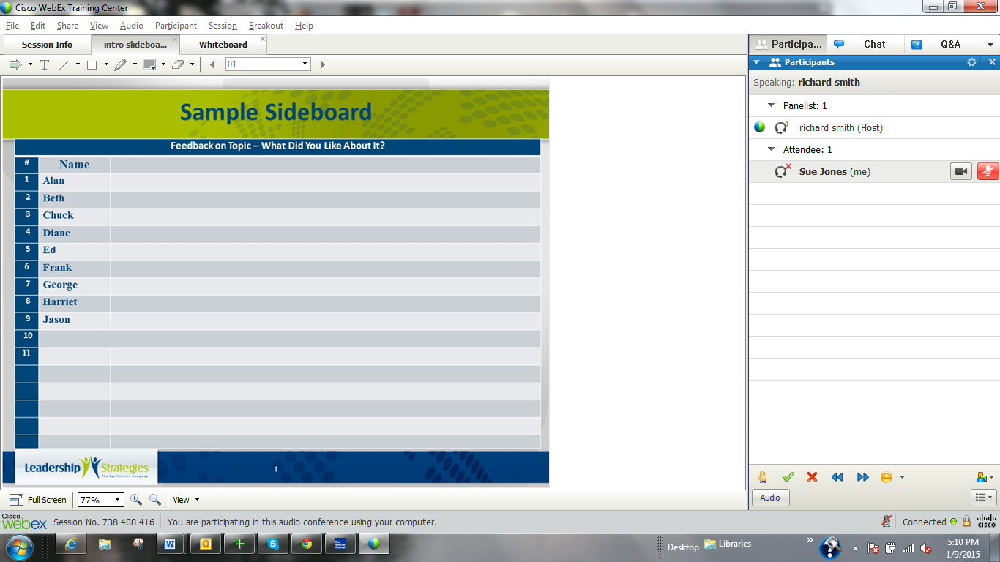 Cisco WebEx Training Center
File Edit Share View Audio Participant Session Breakout Help
Session Info
intro slideboa...
Whiteboard
Participa...
Chat
Q&A
T
01
Participants
Speaking: richard smith
Panelist: 1
richard smith (Host)
Attendee: 1
Sue Jones (me)
Sample Sideboard
Feedback on Topic – What Did You Like About It?
# Name
1 Alan
2 Beth
3 Chuck
4 Diane
5 Ed
6 Frank
7 George
8 Harriet
9 Jason
10
11
Leadership Strategies
The Facilitation Company
1
Full Screen 77% View
Audio
Cisco webex Session No. 738 408 416 You are participating in this audio conference using your computer.
Connected
CISCO
Desktop Libraries
5:10 PM
1/9/2015